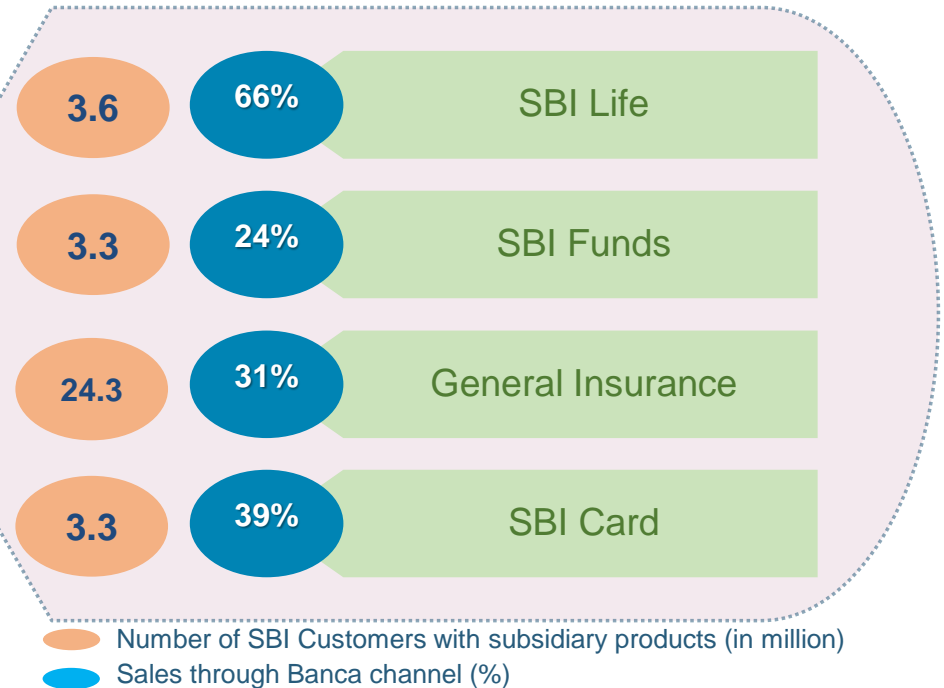 3.6 66% SBI Life
3.3 24% SBI Funds
24.3 31% General Insurance
3.3 39% SBI Card
Number of SBI Customers with subsidiary products (in million)
Sales through Banca channel (%)